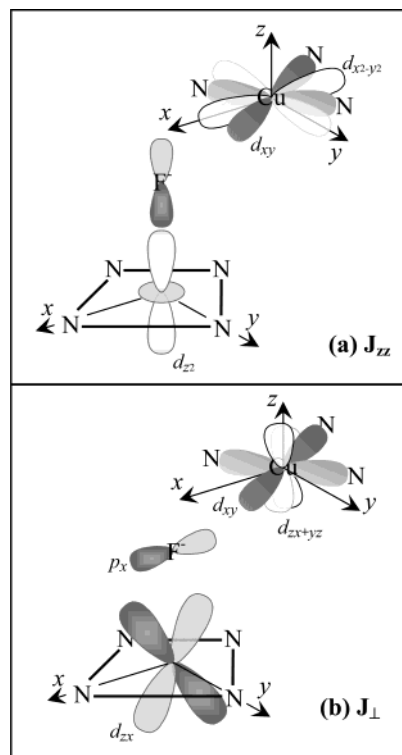 z
N
d_{x2-y2}
Cu
N
N
x
d_{xy}
y
F^-
N
N
N
N
x
y
d_{z2}
(a) J_{zz}
z
N
N
Cu
N
x
d_{xy}
y
d_{zx+yz}
p_x
F^-
N
N
x
N
N
y
d_{zx}
(b) J_⊥